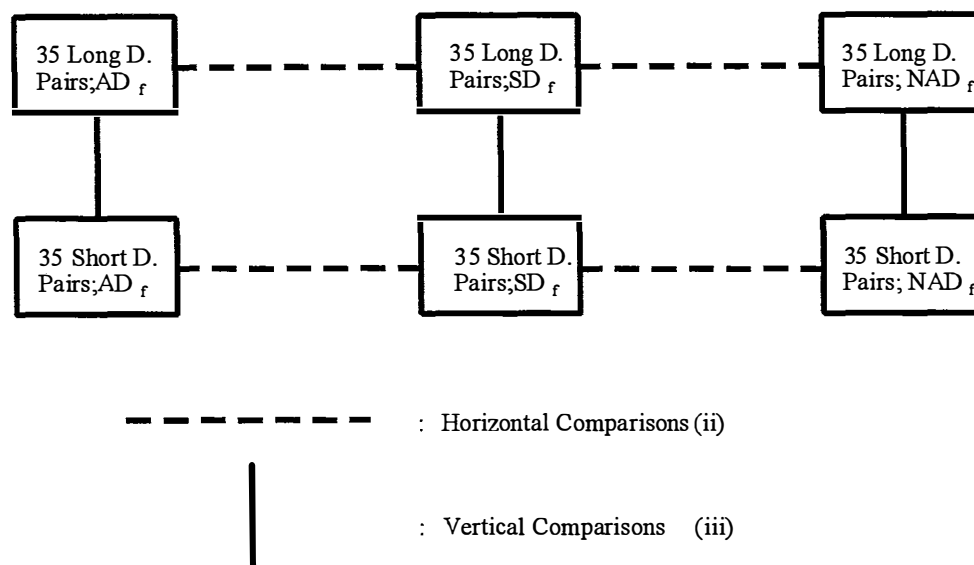 35 Long D.
Pairs;AD f
35 Long D.
Pairs;SD f
35 Long D.
Pairs; NAD f
35 Short D.
Pairs;AD f
35 Short D.
Pairs;SD f
35 Short D.
Pairs; NAD f
: Horizontal Comparisons (ii)
: Vertical Comparisons (iii)